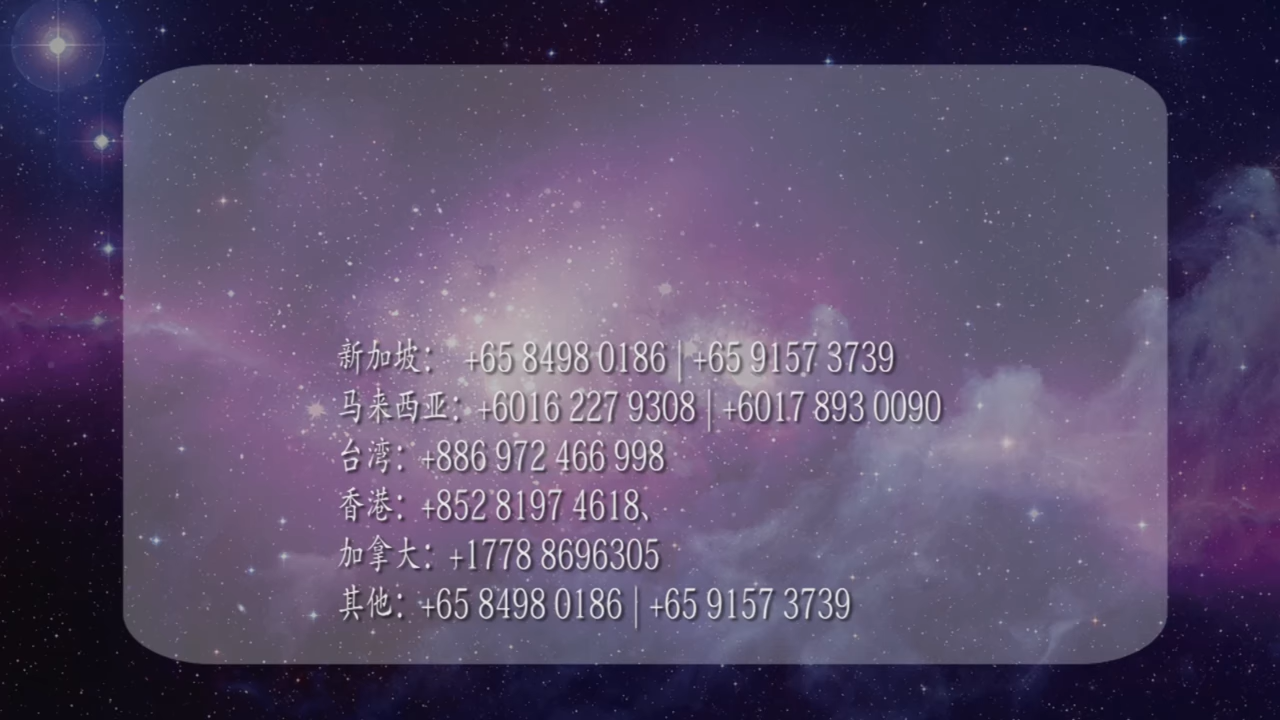 新加坡： +65 8498 0186 | +65 9157 3739
马来西亚：+6016 227 9308 | +6017 893 0090
台湾：+886 972 466 998
香港：+852 8197 4618、
加拿大：+1778 8696305
其他：+65 8498 0186 | +65 9157 3739